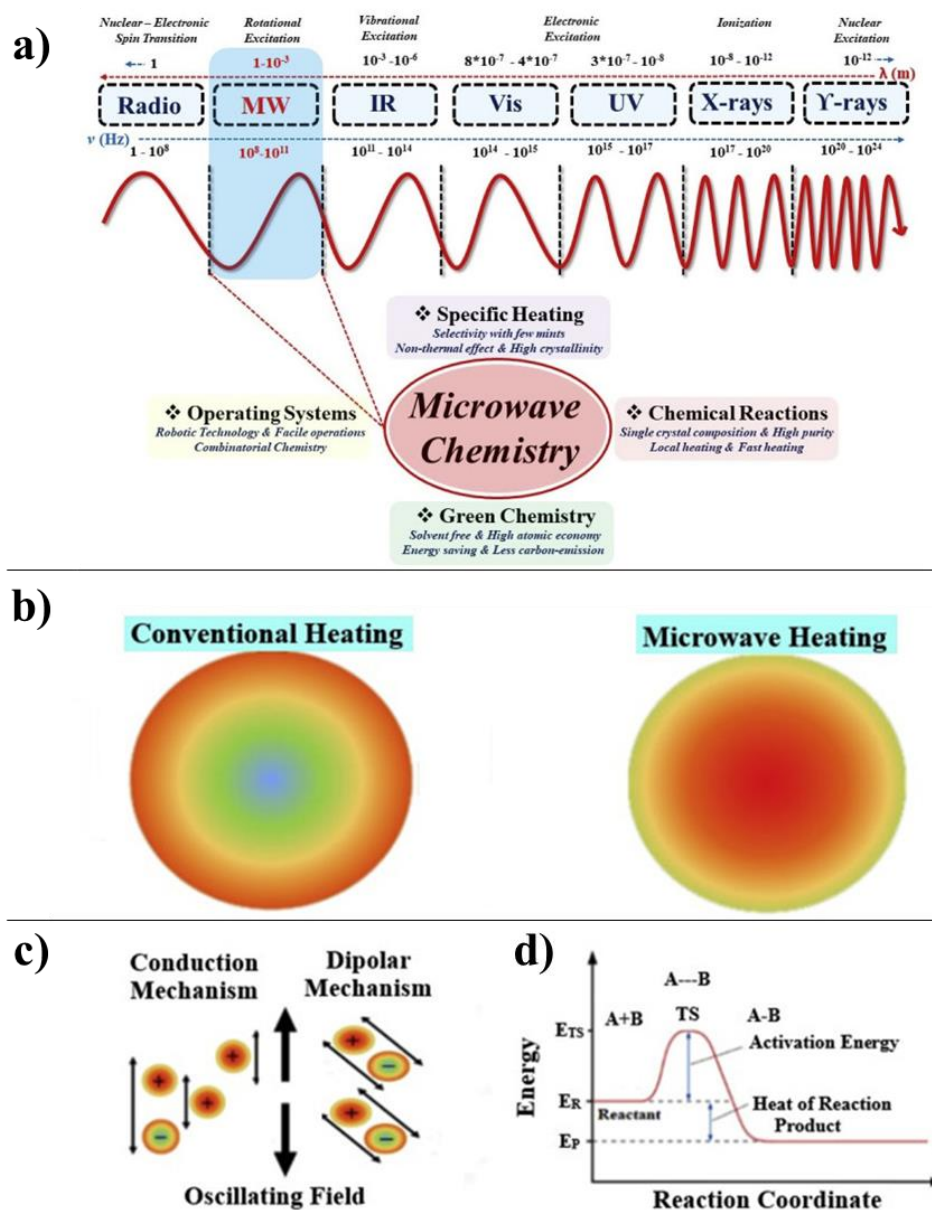 a)
Nuclear – Electronic
Spin Transition
Rotational
Excitation
Vibrational
Excitation
Electronic
Excitation
Ionization
Nuclear
Excitation
1
1-10⁻³
10⁻³ -10⁻⁶
8*10⁻⁷ - 4*10⁻⁷
3*10⁻⁷ - 10⁻⁸
10⁻⁸ - 10⁻¹²
10⁻¹²
λ (m)
Radio
MW
IR
Vis
UV
X-rays
ϒ-rays
ν (Hz)
1 - 10⁸
10⁸-10¹¹
10¹¹ - 10¹⁴
10¹⁴ - 10¹⁵
10¹⁵ - 10¹⁷
10¹⁷ - 10²⁰
10²⁰ - 10²⁴
❖ Specific Heating
Selectivity with few mints
Non-thermal effect & High crystallinity
❖ Operating Systems
Robotic Technology & Facile operations
Combinatorial Chemistry
Microwave
Chemistry
❖ Chemical Reactions
Single crystal composition & High purity
Local heating & Fast heating
❖ Green Chemistry
Solvent free & High atomic economy
Energy saving & Less carbon-emission
b)
Conventional Heating
Microwave Heating
c)
Conduction
Mechanism
Dipolar
Mechanism
+
+
+
−
+
−
+
−
Oscillating Field
d)
Energy
A---B
A+B
TS
A-B
E_TS
Activation Energy
E_R
Reactant
Heat of Reaction
Product
E_P
Reaction Coordinate